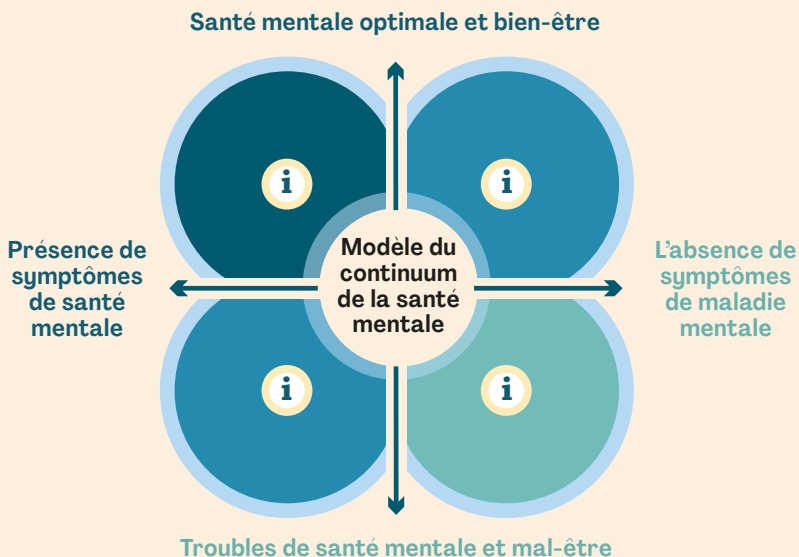 Santé mentale optimale et bien-être
i
i
Présence de
symptômes
de santé
mentale
Modèle du
continuum
de la santé
mentale
L'absence de
symptômes
de maladie
mentale
i
i
Troubles de santé mentale et mal-être